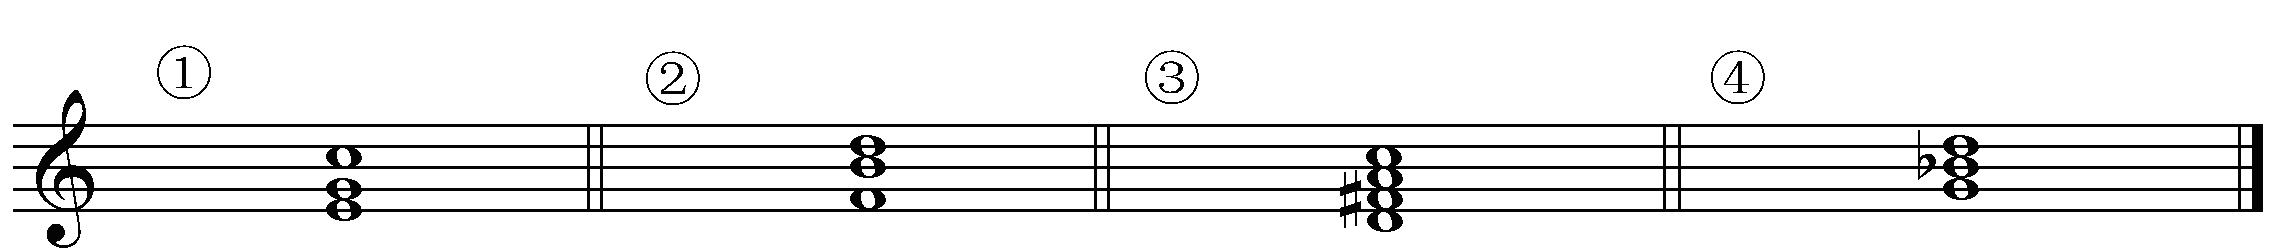 ① ② ③ ④